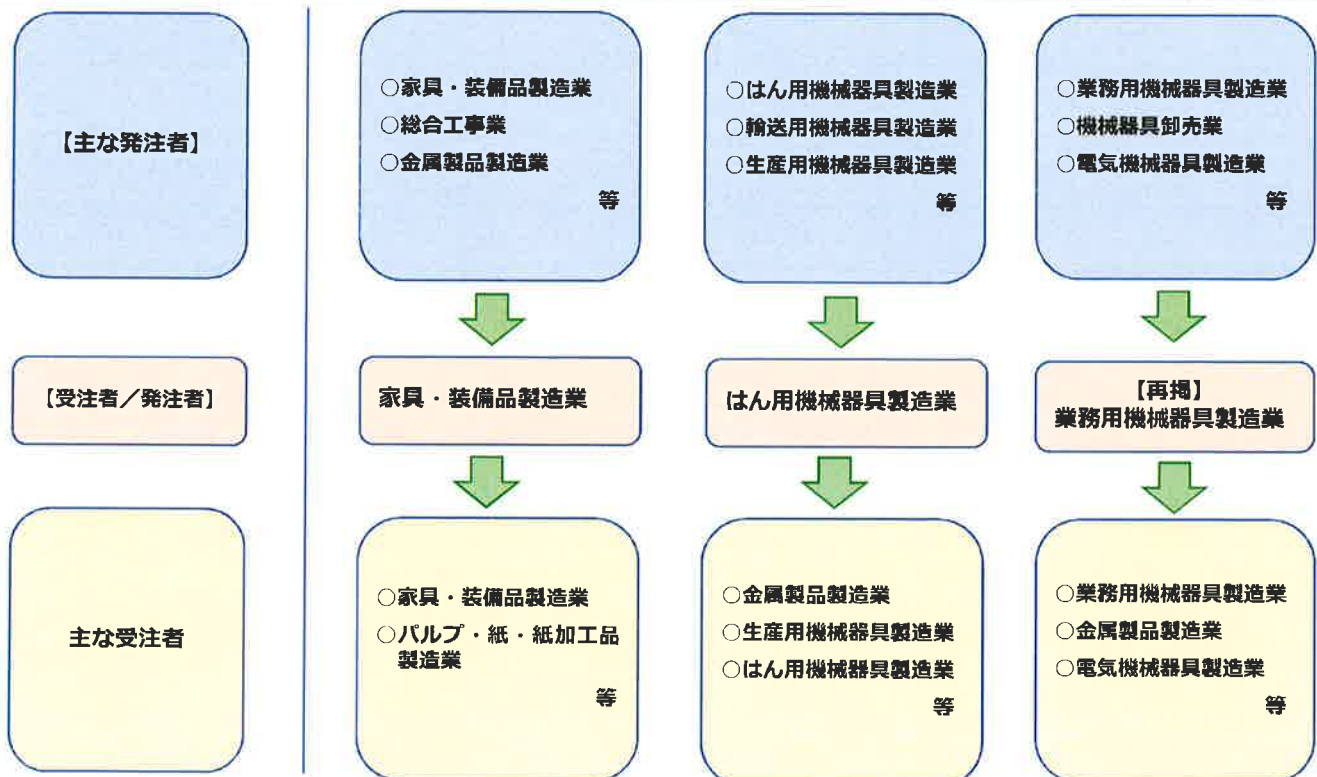 【主な発注者】
○家具・装備品製造業
○総合工事業
○金属製品製造業
等
○はん用機械器具製造業
○輸送用機械器具製造業
○生産用機械器具製造業
等
○業務用機械器具製造業
○機械器具卸売業
○電気機械器具製造業
等
【受注者／発注者】
家具・装備品製造業
はん用機械器具製造業
【再掲】
業務用機械器具製造業
主な受注者
○家具・装備品製造業
○パルプ・紙・紙加工品
製造業
等
○金属製品製造業
○生産用機械器具製造業
○はん用機械器具製造業
等
○業務用機械器具製造業
○金属製品製造業
○電気機械器具製造業
等